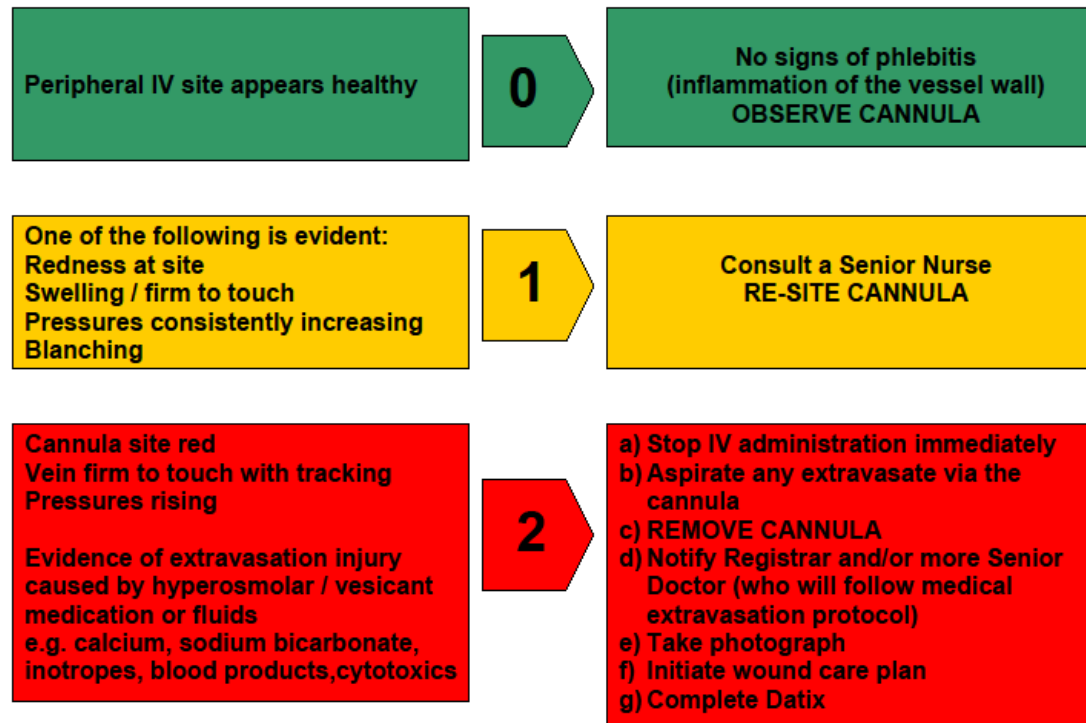 Peripheral IV site appears healthy
0
No signs of phlebitis
(inflammation of the vessel wall)
OBSERVE CANNULA
One of the following is evident:
Redness at site
Swelling / firm to touch
Pressures consistently increasing
Blanching
1
Consult a Senior Nurse
RE-SITE CANNULA
Cannula site red
Vein firm to touch with tracking
Pressures rising
Evidence of extravasation injury
caused by hyperosmolar / vesicant
medication or fluids
e.g. calcium, sodium bicarbonate,
inotropes, blood products,cytotoxics
2
a) Stop IV administration immediately
b) Aspirate any extravasate via the
cannula
c) REMOVE CANNULA
d) Notify Registrar and/or more Senior
Doctor (who will follow medical
extravasation protocol)
e) Take photograph
f) Initiate wound care plan
g) Complete Datix